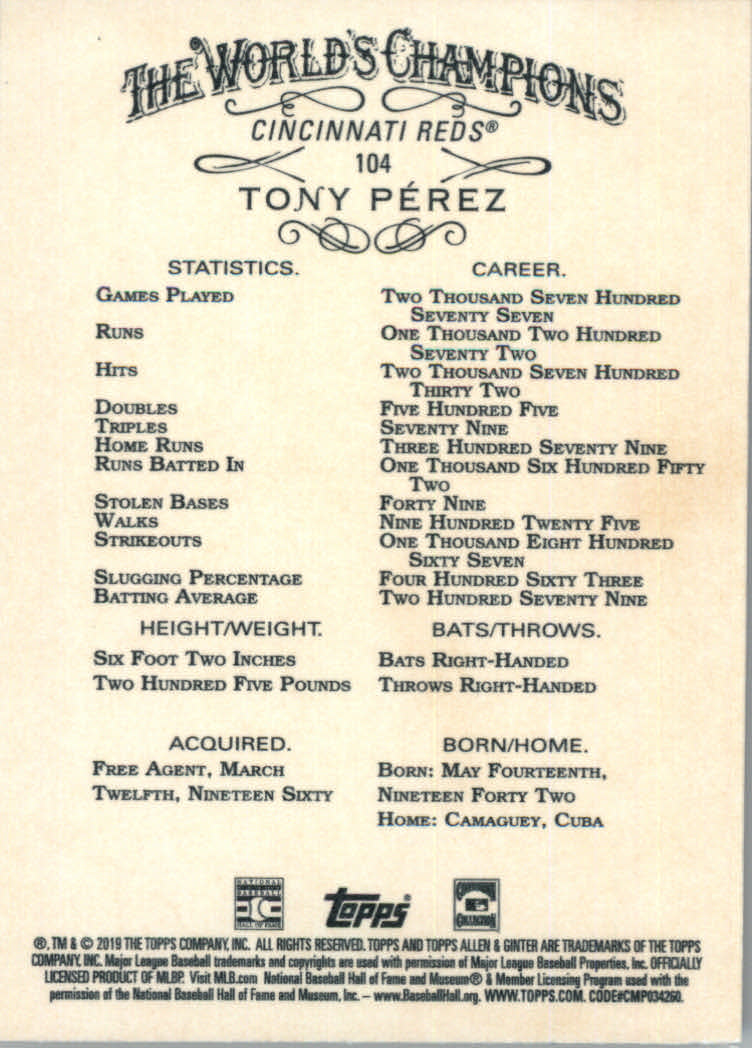 THE WORLD'S CHAMPIONS
CINCINNATI REDS®
104
TONY PÉREZ
STATISTICS. CAREER.
GAMES PLAYED TWO THOUSAND SEVEN HUNDRED
SEVENTY SEVEN
RUNS ONE THOUSAND TWO HUNDRED
SEVENTY TWO
HITS TWO THOUSAND SEVEN HUNDRED
THIRTY TWO
DOUBLES FIVE HUNDRED FIVE
TRIPLES SEVENTY NINE
HOME RUNS THREE HUNDRED SEVENTY NINE
RUNS BATTED IN ONE THOUSAND SIX HUNDRED FIFTY
TWO
STOLEN BASES FORTY NINE
WALKS NINE HUNDRED TWENTY FIVE
STRIKEOUTS ONE THOUSAND EIGHT HUNDRED
SIXTY SEVEN
SLUGGING PERCENTAGE FOUR HUNDRED SIXTY THREE
BATTING AVERAGE TWO HUNDRED SEVENTY NINE
HEIGHT/WEIGHT. BATS/THROWS.
SIX FOOT TWO INCHES BATS RIGHT-HANDED
TWO HUNDRED FIVE POUNDS THROWS RIGHT-HANDED
ACQUIRED. BORN/HOME.
FREE AGENT, MARCH BORN: MAY FOURTEENTH,
TWELFTH, NINETEEN SIXTY NINETEEN FORTY TWO
HOME: CAMAGUEY, CUBA
NATIONAL
BASEBALL
HALL OF FAME
Topps®
COOPERSTOWN
COLLECTION
®, TM & © 2019 THE TOPPS COMPANY, INC. ALL RIGHTS RESERVED. TOPPS AND TOPPS ALLEN & GINTER ARE TRADEMARKS OF THE TOPPS
COMPANY, INC. Major League Baseball trademarks and copyrights are used with permission of Major League Baseball Properties, Inc. OFFICIALLY
LICENSED PRODUCT OF MLBP. Visit MLB.com National Baseball Hall of Fame and Museum® & Member Licensing Program used with the
permission of the National Baseball Hall of Fame and Museum, Inc. – www.BaseballHall.org. WWW.TOPPS.COM. CODE#CMP034260.